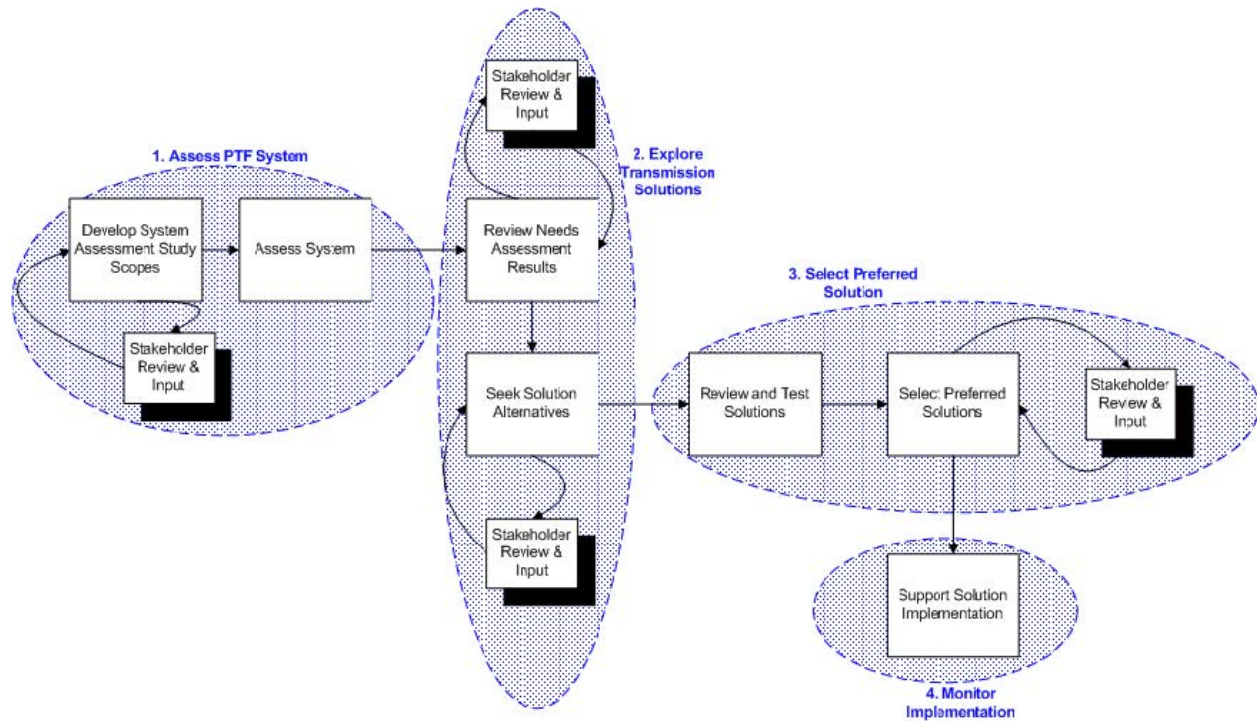 1. Assess PTF System
Develop System
Assessment Study
Scopes
Assess System
Stakeholder
Review &
Input
2. Explore
Transmission
Solutions
Stakeholder
Review &
Input
Review Needs
Assessment
Results
Seek Solution
Alternatives
Stakeholder
Review &
Input
3. Select Preferred
Solution
Review and Test
Solutions
Select Preferred
Solutions
Stakeholder
Review &
Input
Support Solution
Implementation
4. Monitor
Implementation